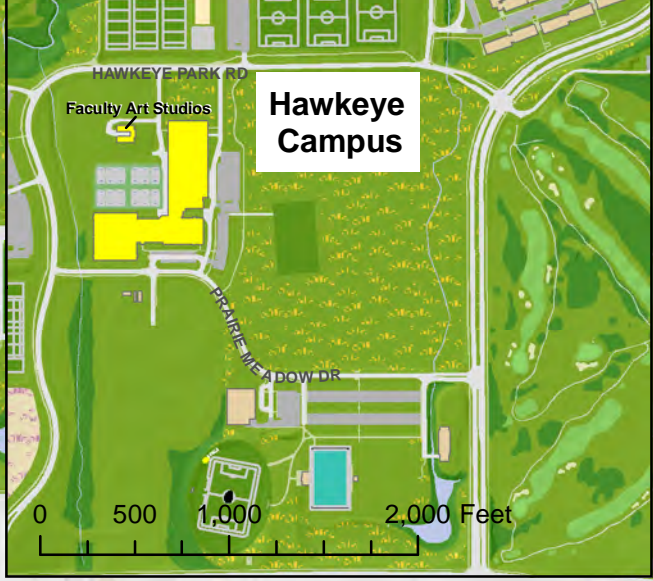 HAWKEYE PARK RD
Hawkeye
Campus
Faculty Art Studios
PRAIRIE MEADOW DR
0 500 1,000 2,000 Feet